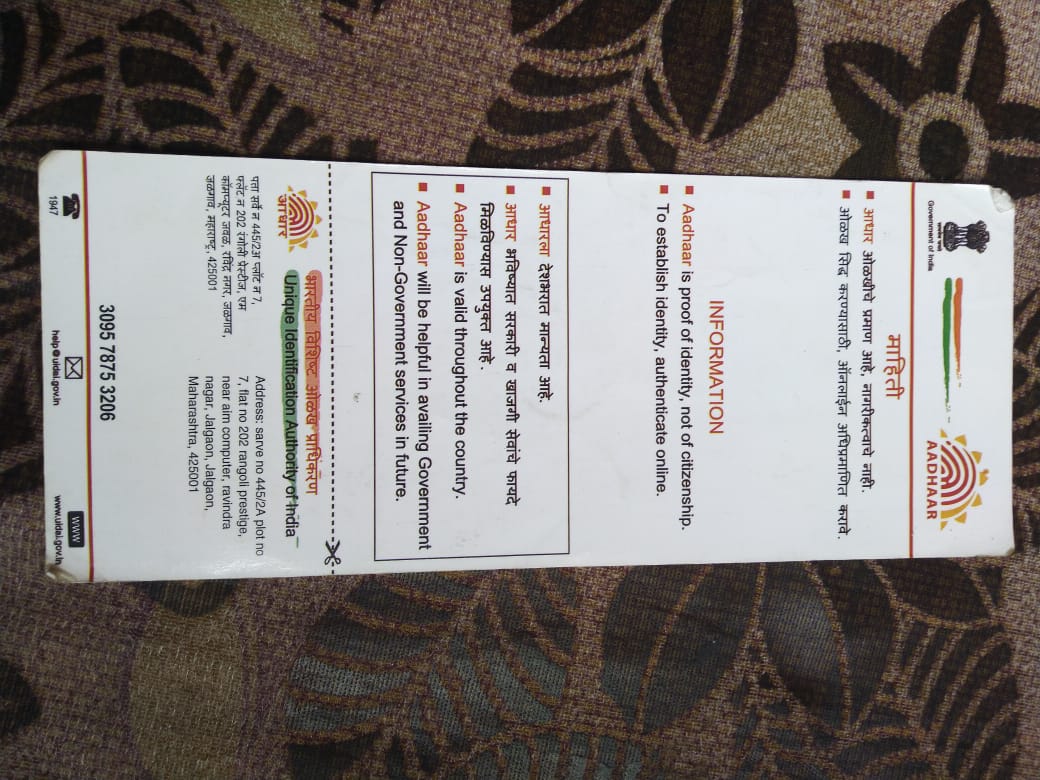 भारत सरकार
Government of India
AADHAAR
माहिती
आधार ओळखीचे प्रमाण आहे, नागरीकत्वाचे नाही.
ओळख सिद्ध करण्यासाठी, ऑनलाईन अधिप्रमाणित करावे.
INFORMATION
Aadhaar is proof of identity, not of citizenship.
To establish identity, authenticate online.
आधारला देशभरात मान्यता आहे.
आधार भविष्यात सरकारी व खाजगी सेवांचे फायदे
मिळविण्यास उपयुक्त आहे.
Aadhaar is valid throughout the country.
Aadhaar will be helpful in availing Government
and Non-Government services in future.
आधार
भारतीय विशिष्ट ओळख प्राधिकरण
Unique Identification Authority of India
पता सर्वे न 445/2अ प्लॉट न 7,
फ्लॅट न 202 रंगोली प्रेस्टीज, एम
कॉमप्यूटर जवळ, रविंद्र नगर, जळगाव,
जळगाव, महाराष्ट्र, 425001
Address: sarve no 445/2A plot no
7, flat no 202 rangoli prestige,
near aim computer, ravindra
nagar, Jalgaon, Jalgaon,
Maharashtra, 425001
3095 7875 3206
1947
help@uidai.gov.in
WWW
www.uidai.gov.in